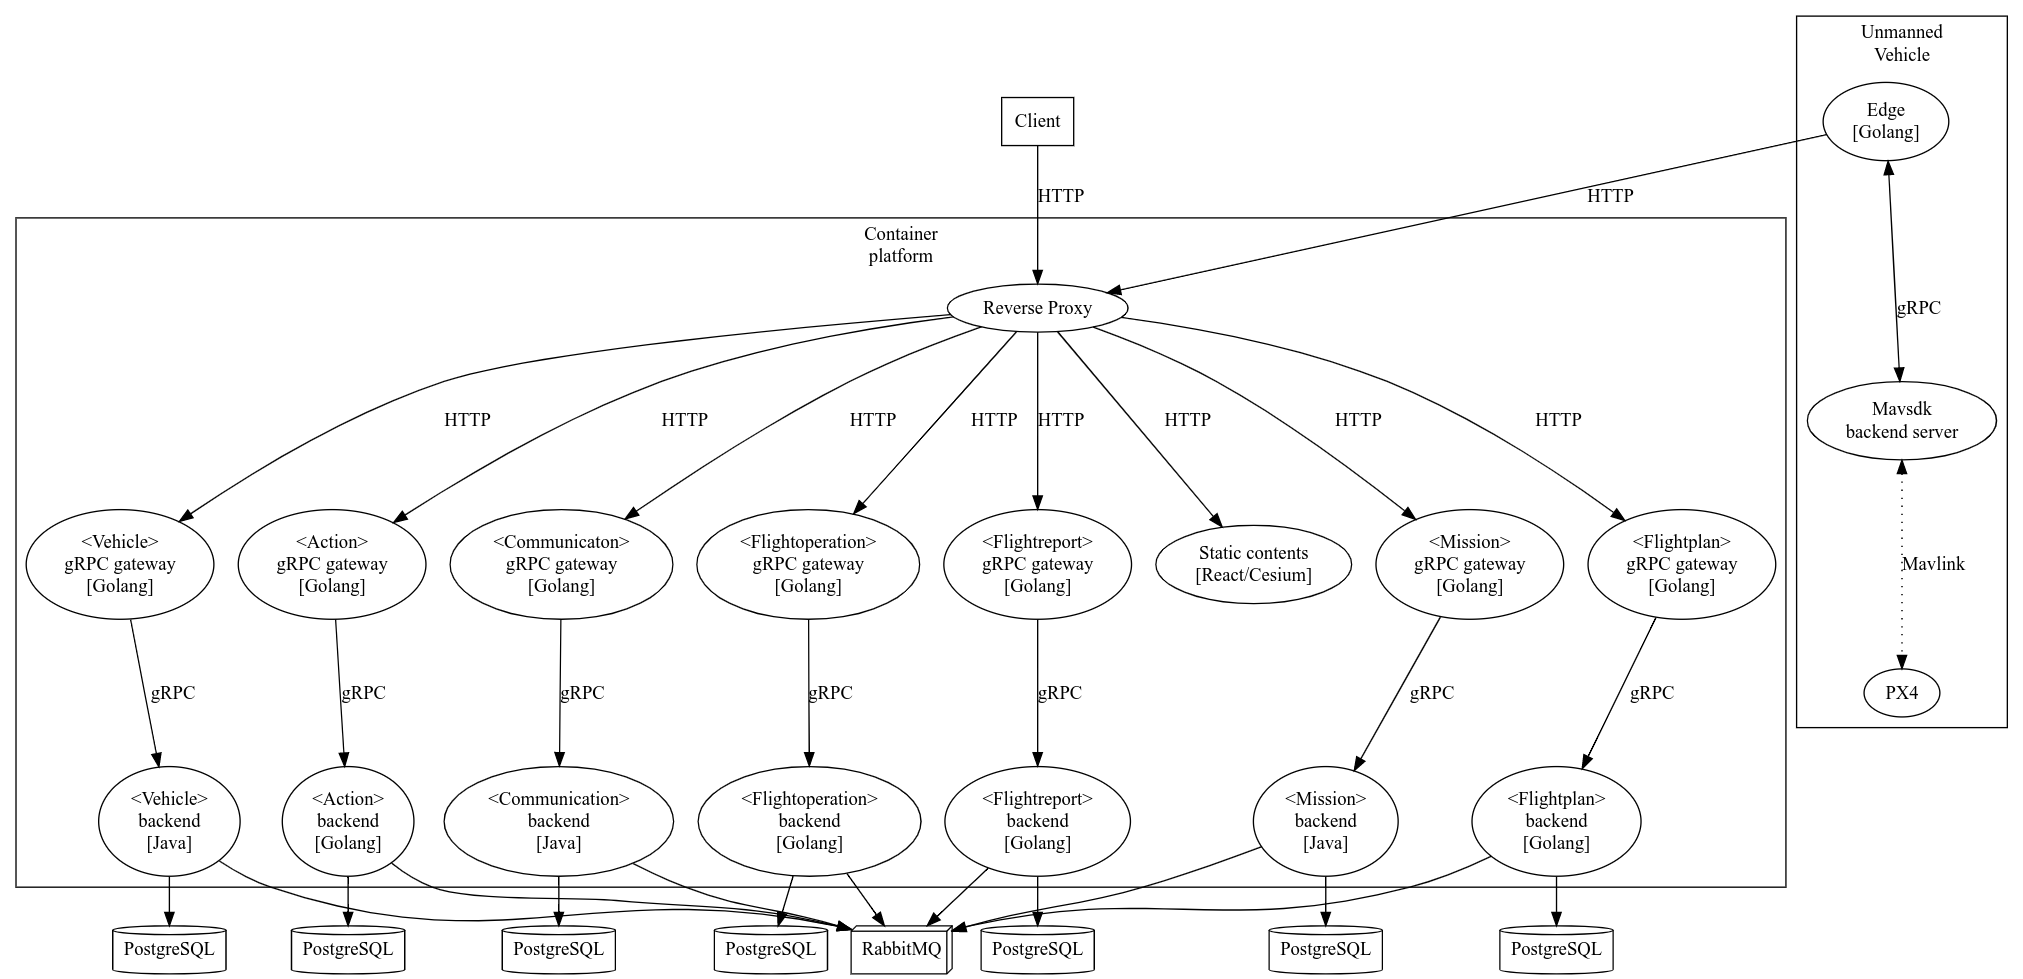 Unmanned
Vehicle
Edge
[Golang]
Client
HTTP
HTTP
Container
platform
Reverse Proxy
gRPC
HTTP
HTTP
HTTP
HTTP
HTTP
HTTP
HTTP
HTTP
Mavsdk
backend server
<Vehicle>
gRPC gateway
[Golang]
<Action>
gRPC gateway
[Golang]
<Communicaton>
gRPC gateway
[Golang]
<Flightoperation>
gRPC gateway
[Golang]
<Flightreport>
gRPC gateway
[Golang]
Static contents
[React/Cesium]
<Mission>
gRPC gateway
[Golang]
<Flightplan>
gRPC gateway
[Golang]
Mavlink
gRPC
gRPC
gRPC
gRPC
gRPC
gRPC
gRPC
PX4
<Vehicle>
backend
[Java]
<Action>
backend
[Golang]
<Communication>
backend
[Java]
<Flightoperation>
backend
[Golang]
<Flightreport>
backend
[Golang]
<Mission>
backend
[Java]
<Flightplan>
backend
[Golang]
PostgreSQL
PostgreSQL
PostgreSQL
PostgreSQL
RabbitMQ
PostgreSQL
PostgreSQL
PostgreSQL